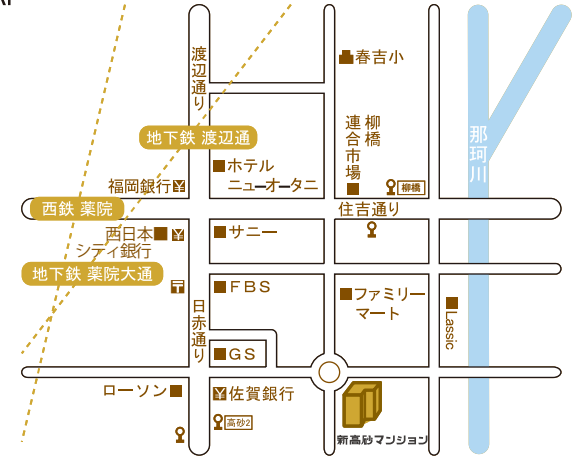 渡辺通り
春吉小
地下鉄 渡辺通
柳橋
連合市場
那珂川
ホテル
ニューオータニ
福岡銀行
柳橋
西鉄 薬院
住吉通り
西日本
シティ銀行
サニー
地下鉄 薬院大通
FBS
ファミリー
マート
日赤通り
Lassic
GS
ローソン
佐賀銀行
高砂2
新高砂マンション